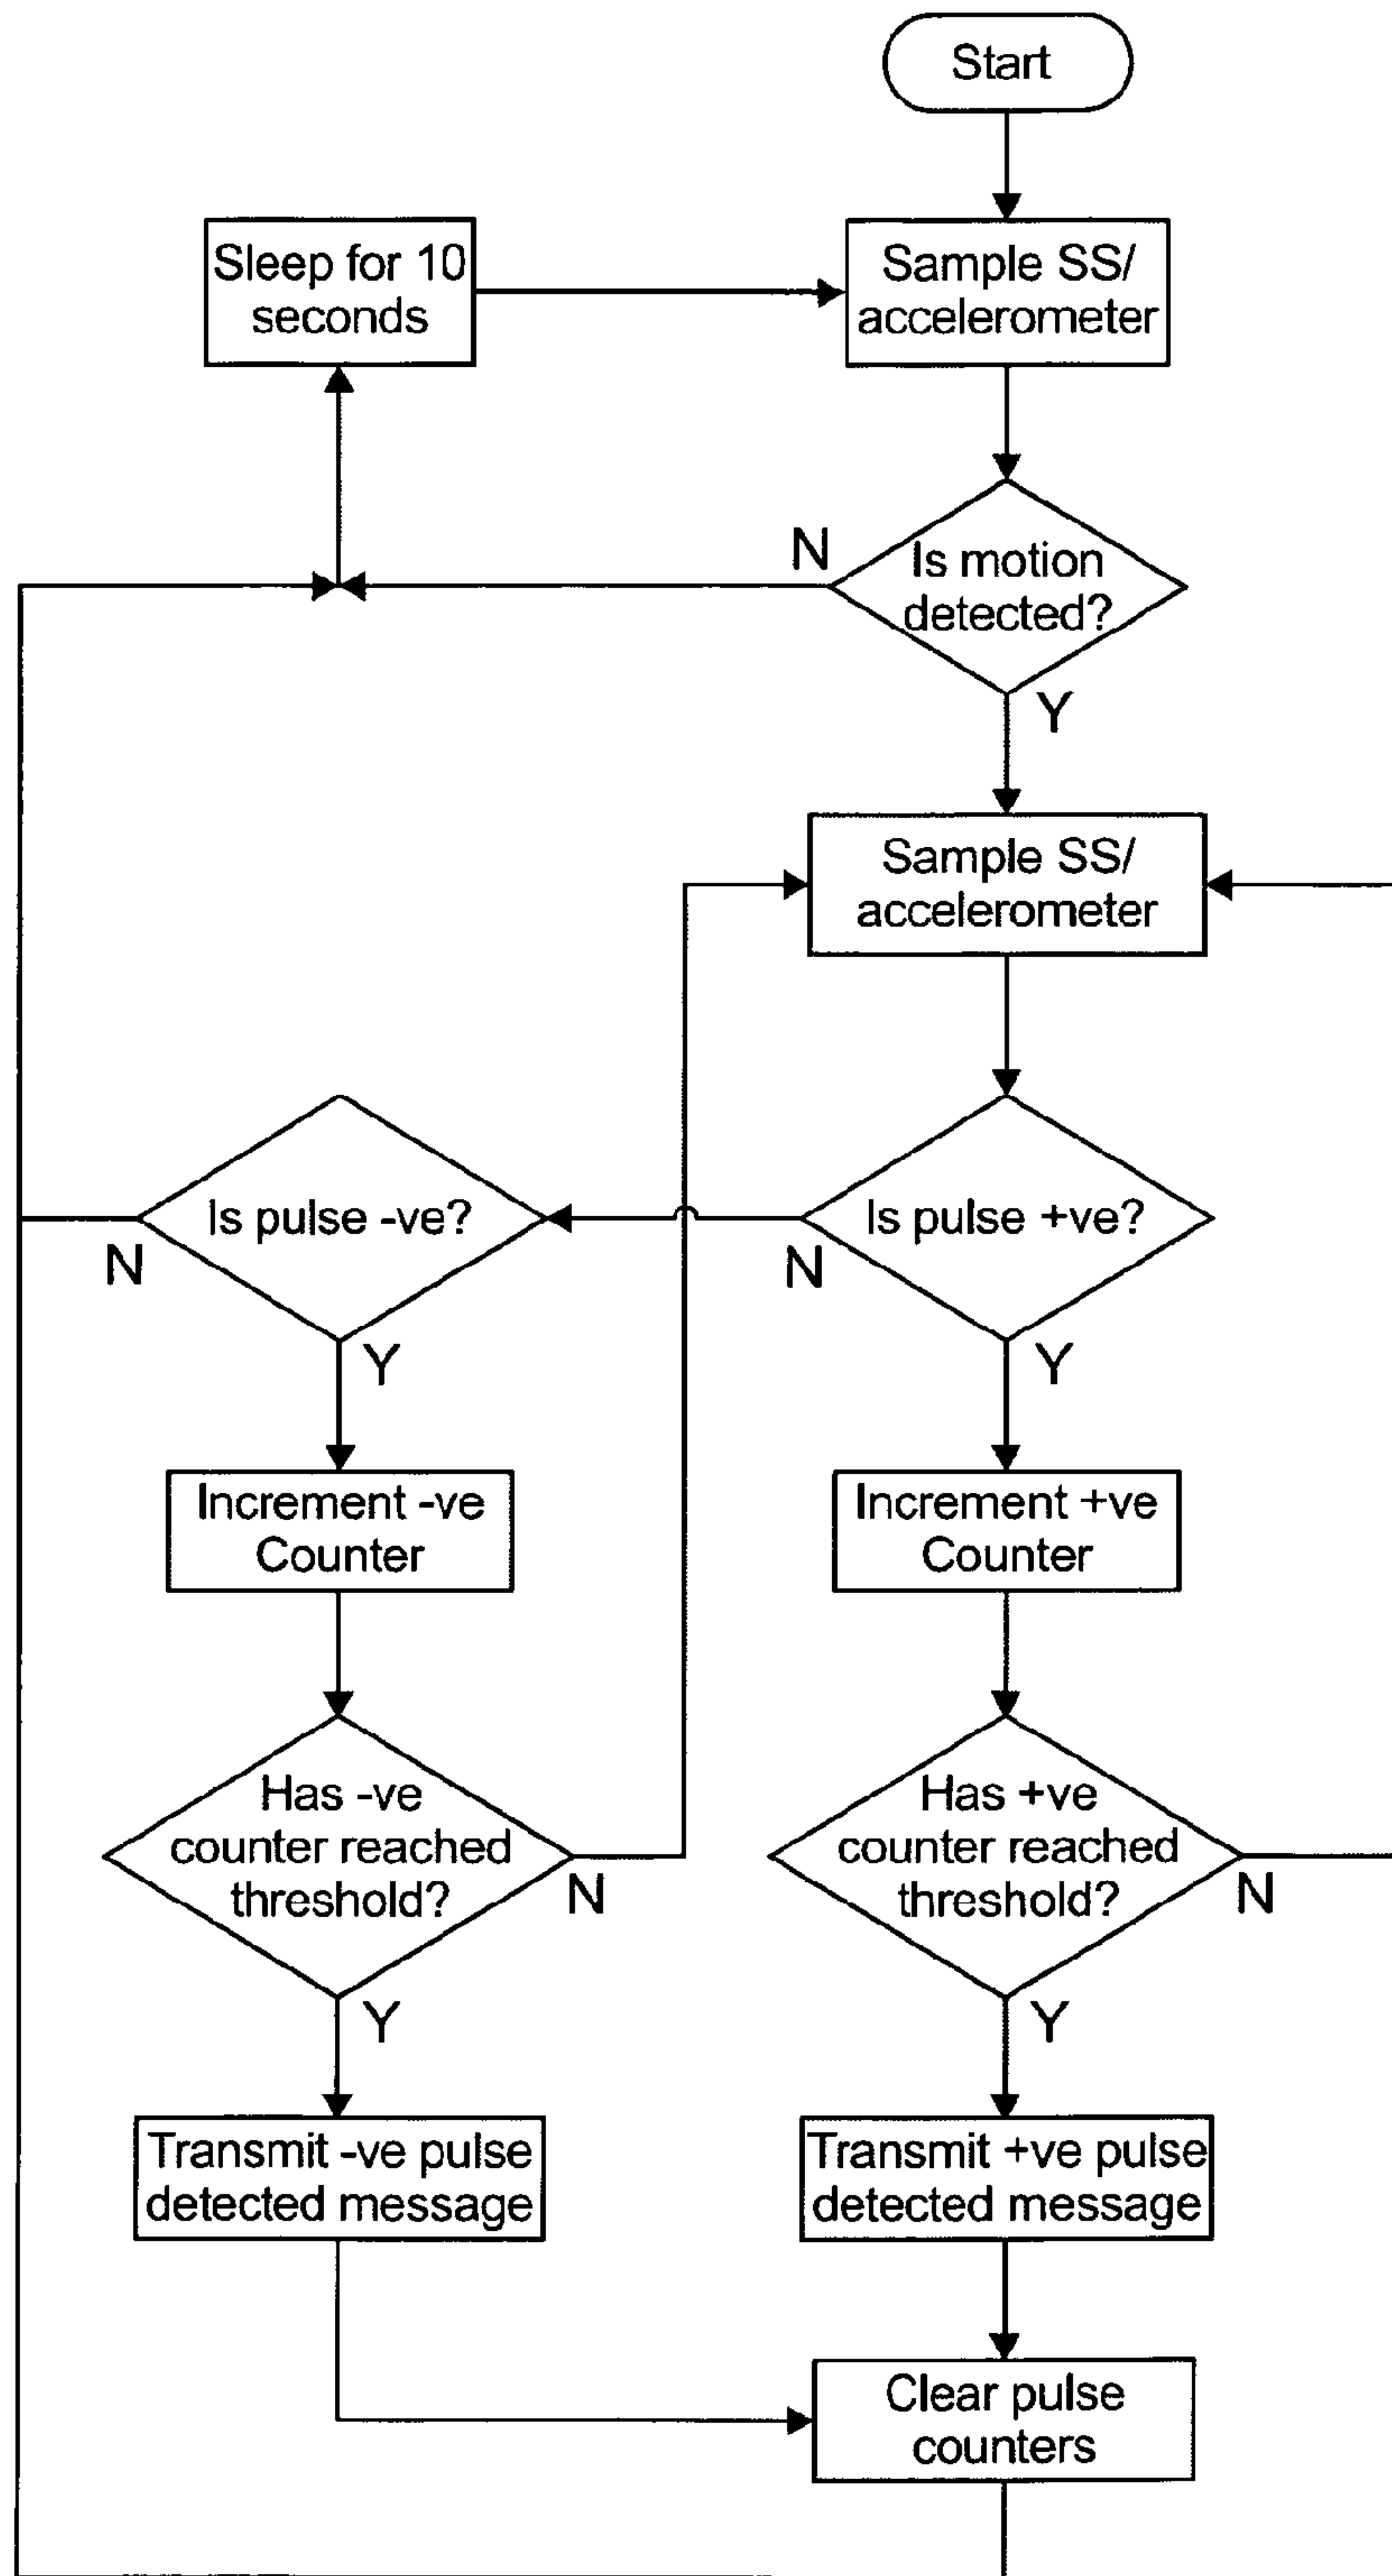 Start
Sleep for 10
seconds
Sample SS/
accelerometer
N
Is motion
detected?
Y
Sample SS/
accelerometer
Is pulse -ve?
N
Is pulse +ve?
N
Y
Y
Increment -ve
Counter
Increment +ve
Counter
Has -ve
counter reached
threshold?
N
Has +ve
counter reached
threshold?
N
Y
Y
Transmit -ve pulse
detected message
Transmit +ve pulse
detected message
Clear pulse
counters